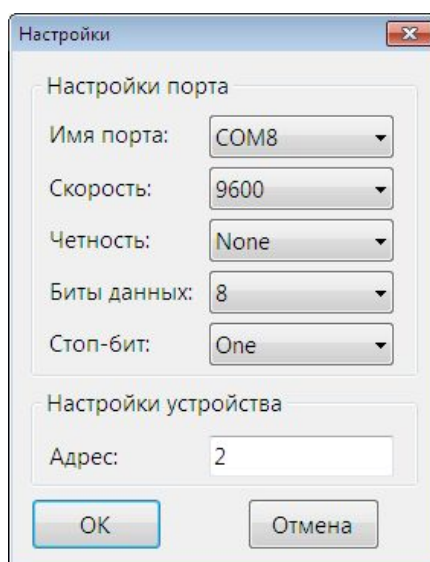 Настройки
Настройки порта
Имя порта: COM8
Скорость: 9600
Четность: None
Биты данных: 8
Стоп-бит: One
Настройки устройства
Адрес: 2
OK Отмена